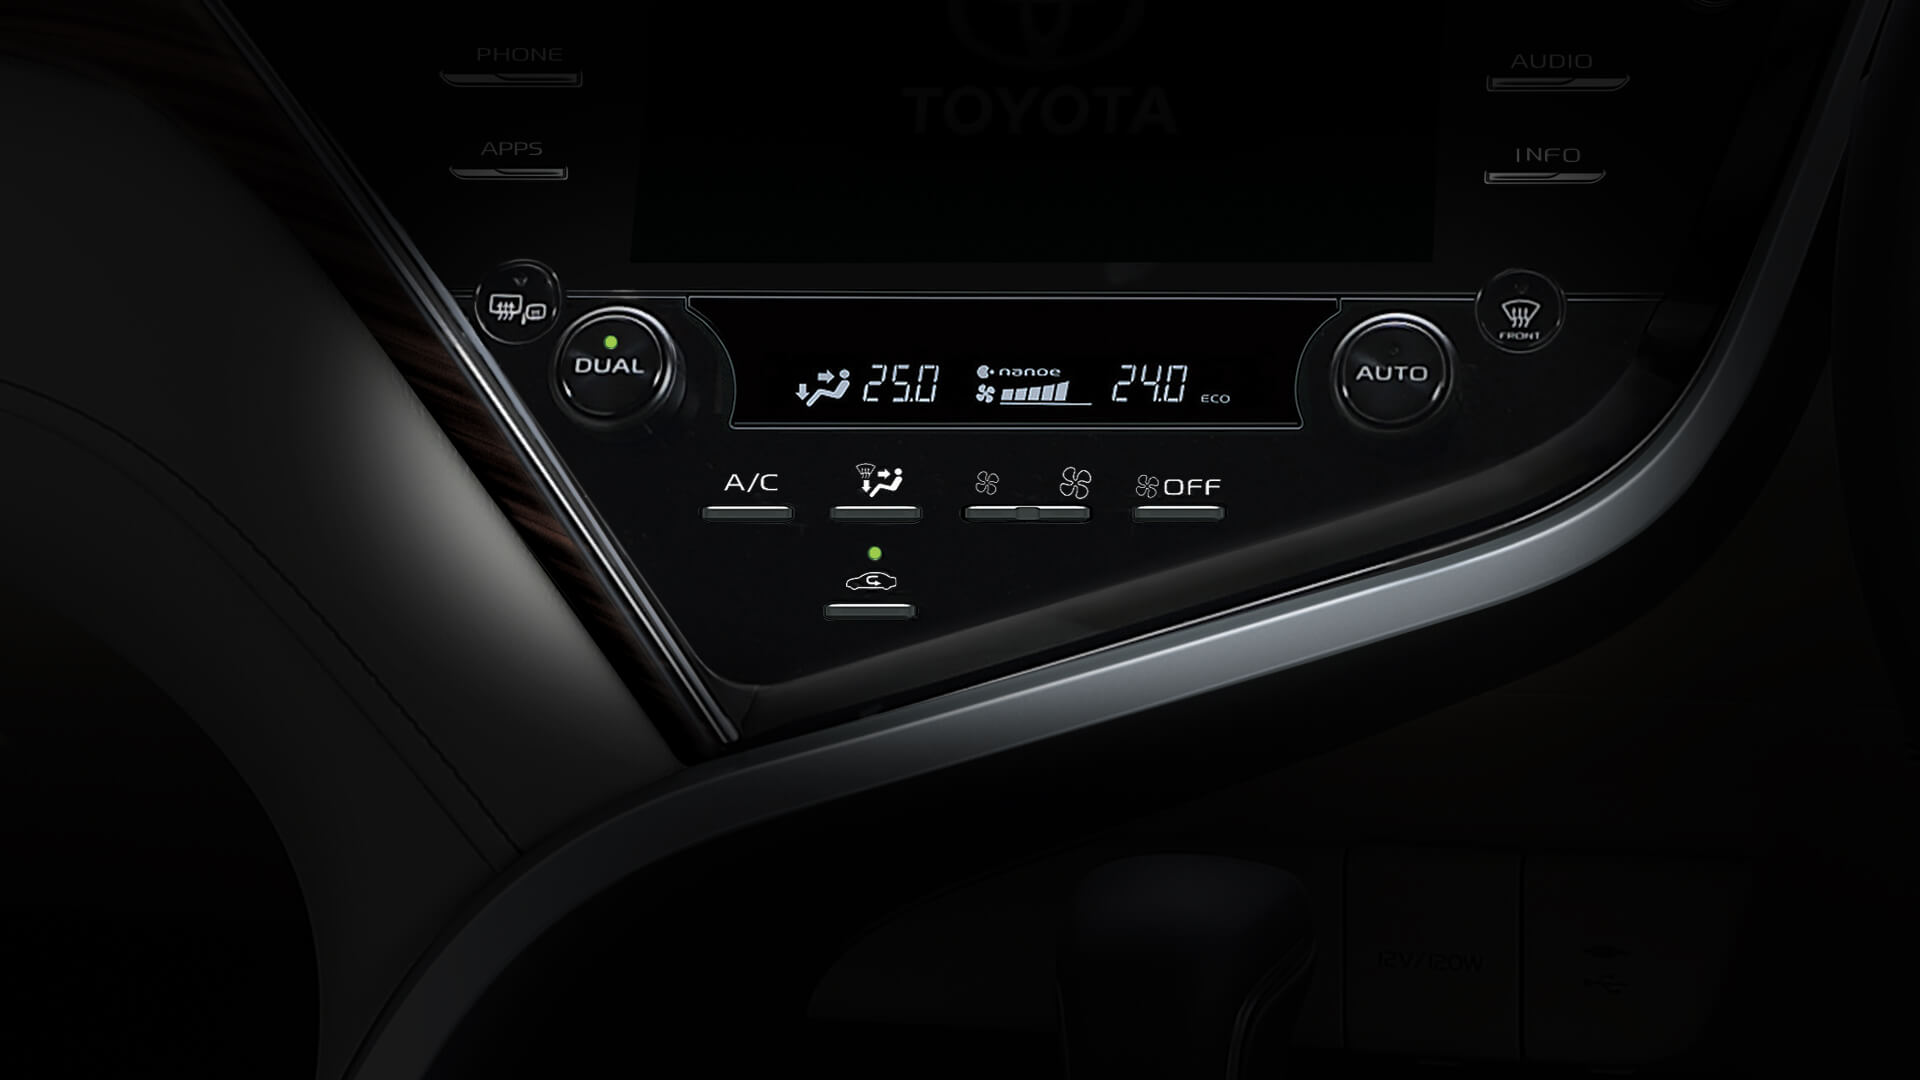 PHONE
AUDIO
TOYOTA
APPS
INFO
FRONT
DUAL
25.0
nanoe
24.0
ECO
AUTO
A/C
OFF
12V/120W